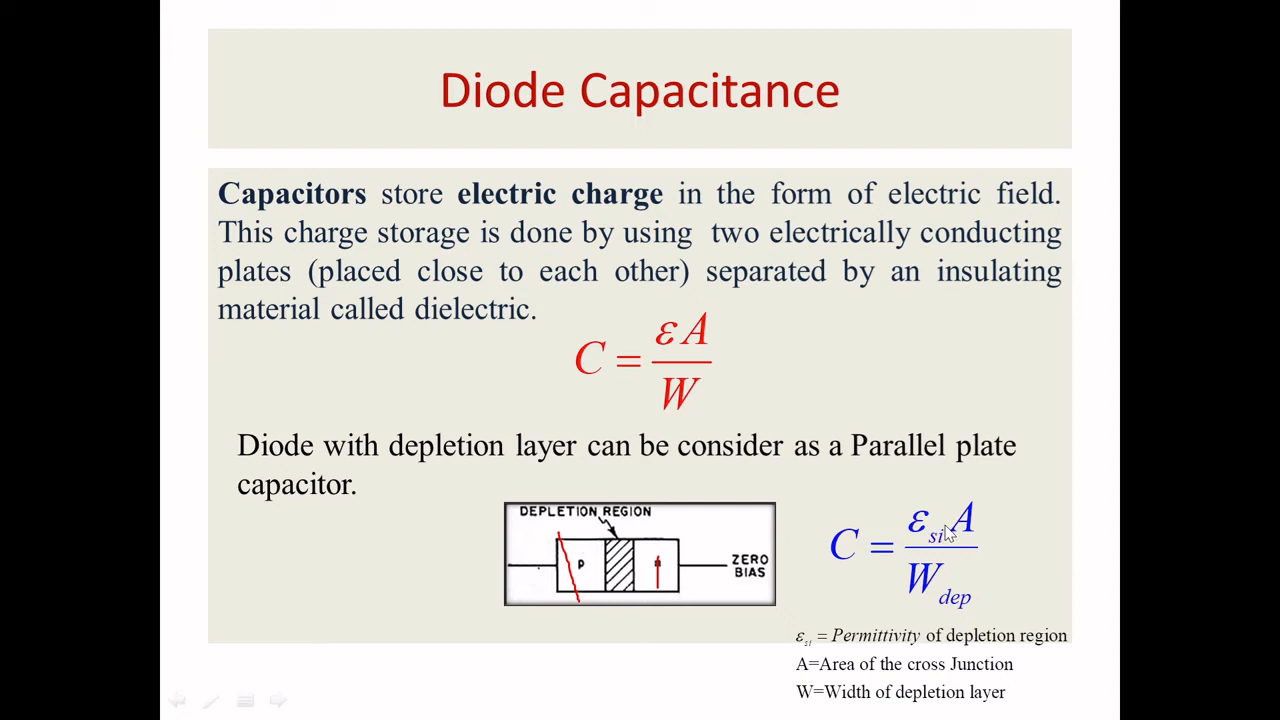 Diode Capacitance
Capacitors store electric charge in the form of electric field.
This charge storage is done by using two electrically conducting
plates (placed close to each other) separated by an insulating
material called dielectric.
C = εA / W
Diode with depletion layer can be consider as a Parallel plate
capacitor.
DEPLETION REGION
P
ZERO
BIAS
C = ε_si A / W_dep
ε_si = Permittivity of depletion region
A=Area of the cross Junction
W=Width of depletion layer